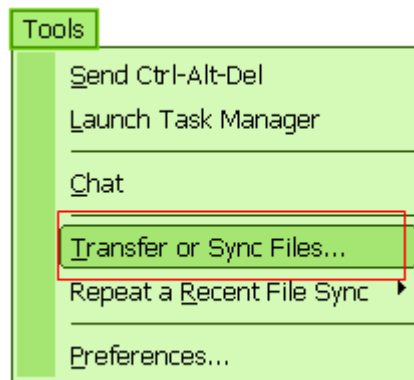 Tools
Send Ctrl-Alt-Del
Launch Task Manager
Chat
Transfer or Sync Files...
Repeat a Recent File Sync
Preferences...